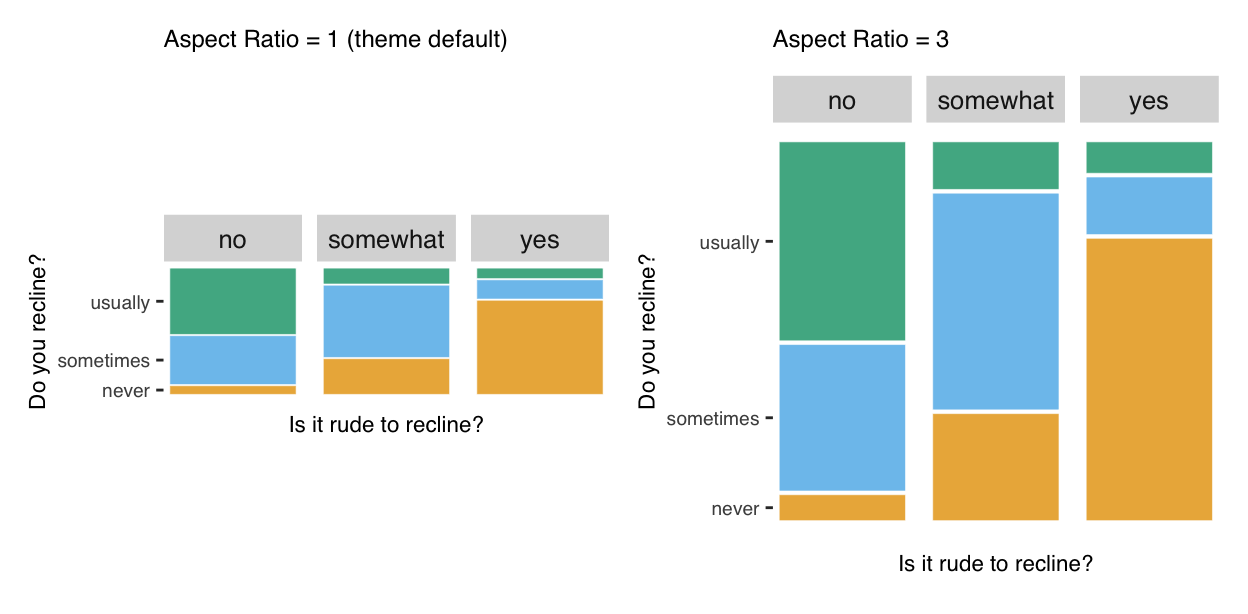 Aspect Ratio = 1 (theme default)
no
somewhat
yes
Do you recline?
usually
sometimes
never
Is it rude to recline?
Aspect Ratio = 3
no
somewhat
yes
Do you recline?
usually
sometimes
never
Is it rude to recline?